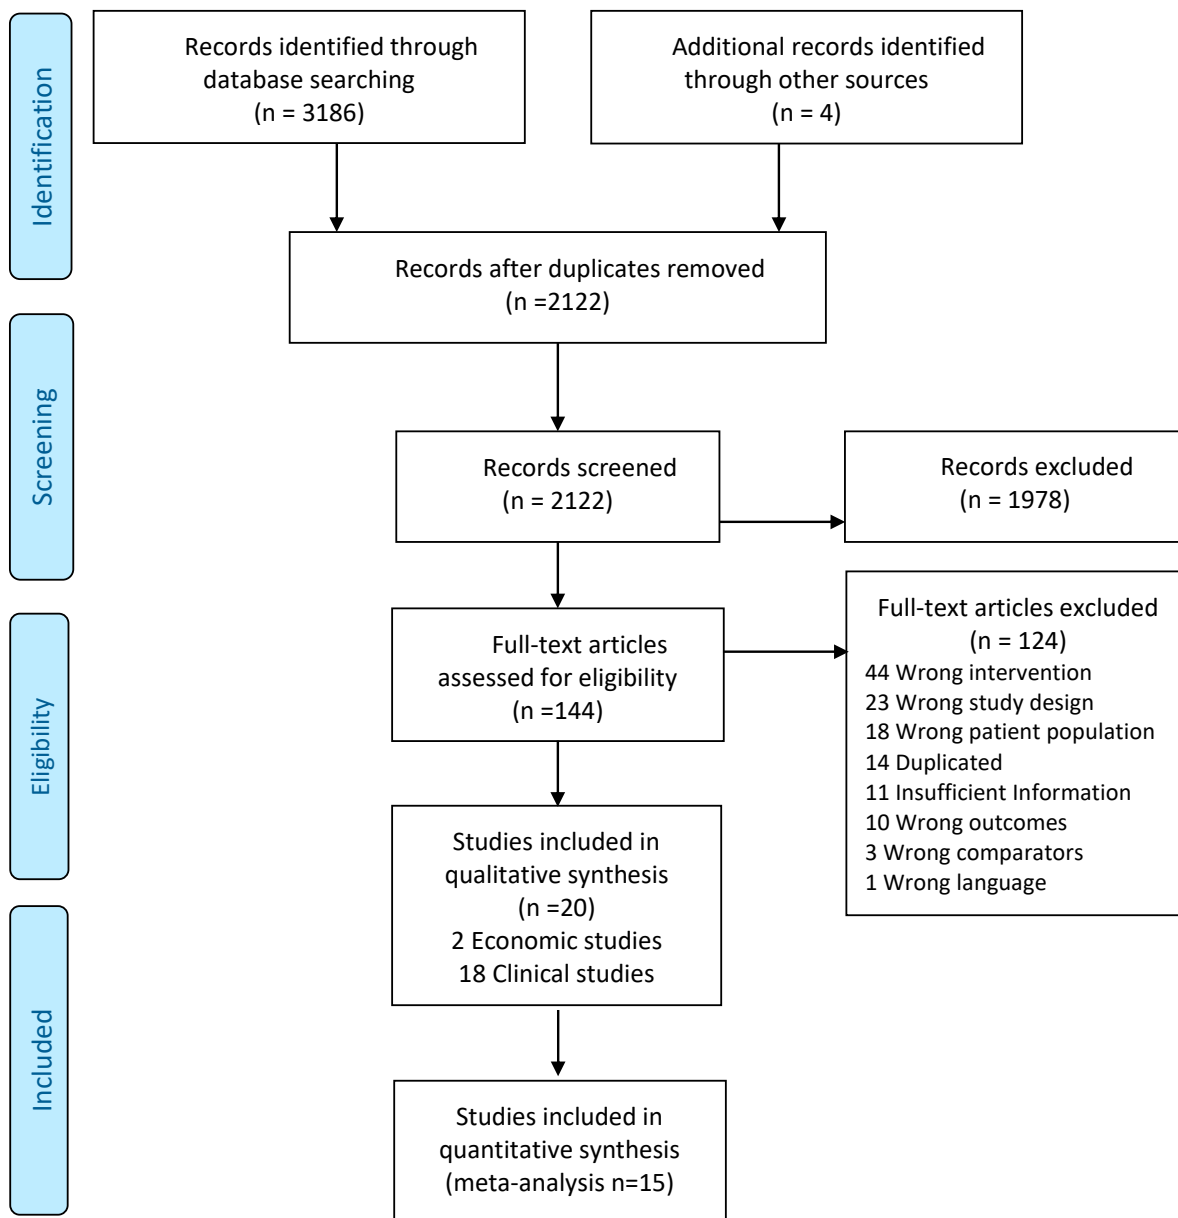 Identification
Records identified through
database searching
(n = 3186)
Additional records identified
through other sources
(n = 4)
Records after duplicates removed
(n =2122)
Screening
Records screened
(n = 2122)
Records excluded
(n = 1978)
Eligibility
Full-text articles
assessed for eligibility
(n =144)
Full-text articles excluded
(n = 124)
44 Wrong intervention
23 Wrong study design
18 Wrong patient population
14 Duplicated
11 Insufficient Information
10 Wrong outcomes
3 Wrong comparators
1 Wrong language
Studies included in
qualitative synthesis
(n =20)
2 Economic studies
18 Clinical studies
Included
Studies included in
quantitative synthesis
(meta-analysis n=15)